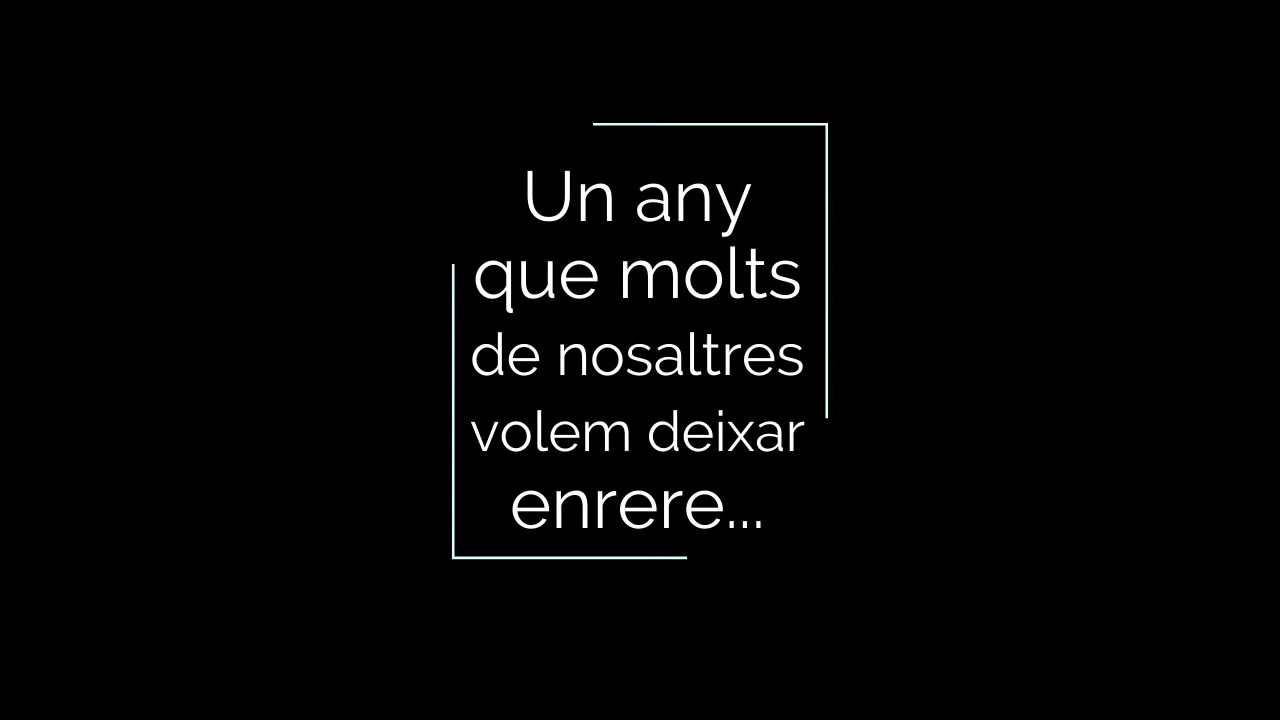 Un any
que molts
de nosaltres
volem deixar
enrere...